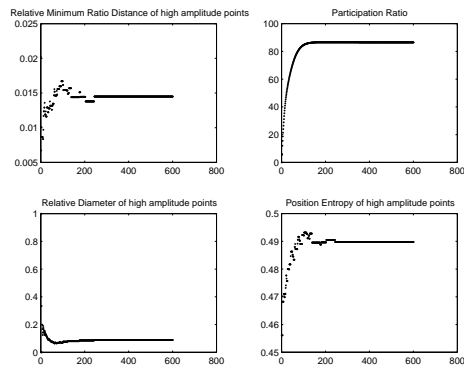 Relative Minimum Ratio Distance of high amplitude points
0.025
0.02
0.015
0.01
0.005
0 200 400 600 800
Participation Ratio
100
80
60
40
20
0
0 200 400 600 800
Relative Diameter of high amplitude points
1
0.8
0.6
0.4
0.2
0
0 200 400 600 800
Position Entropy of high amplitude points
0.5
0.49
0.48
0.47
0.46
0.45
0 200 400 600 800